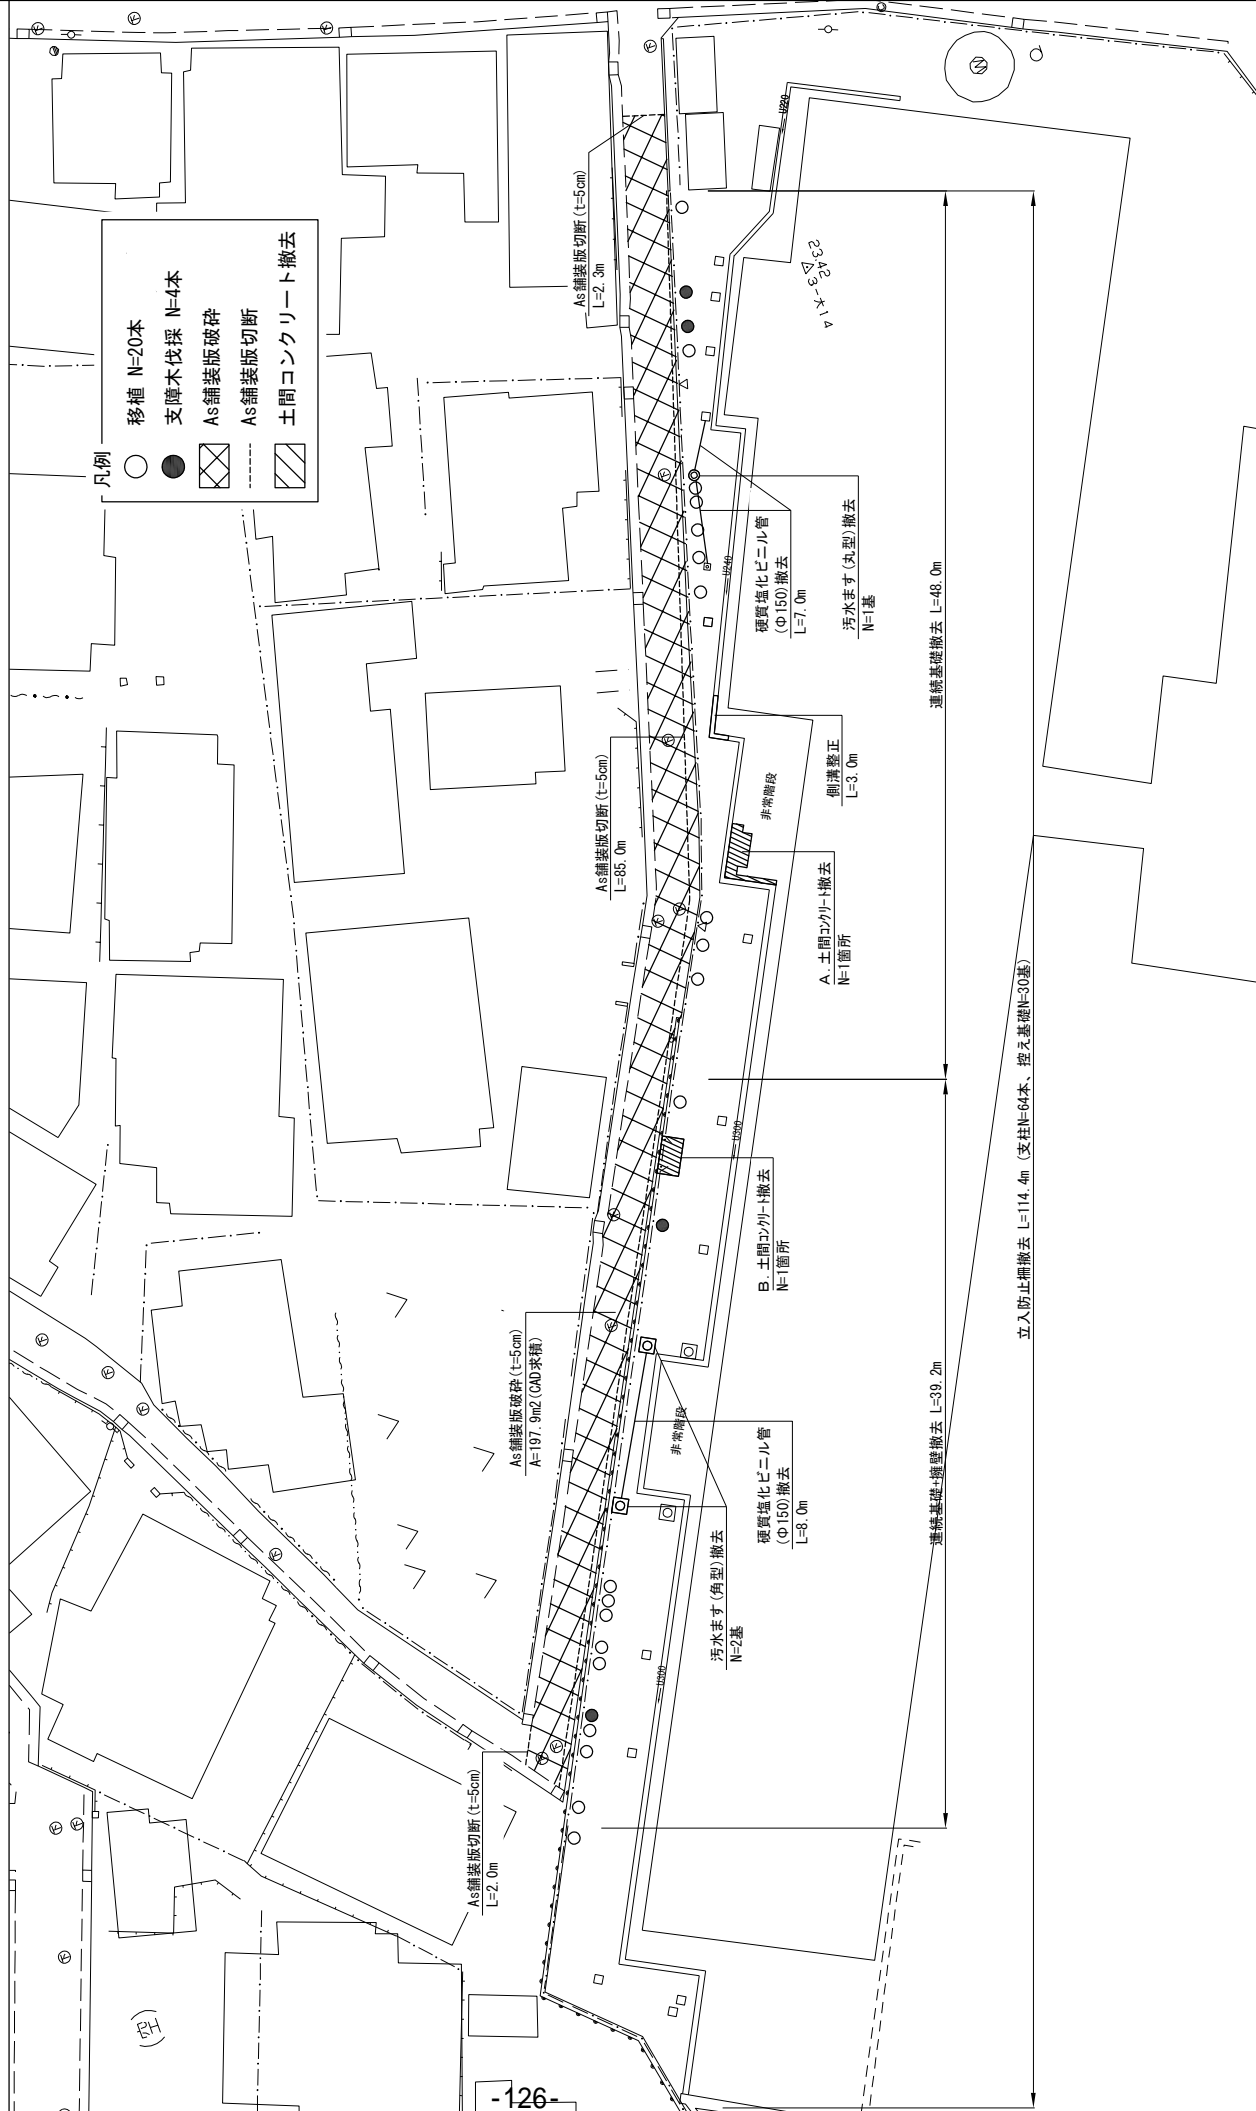 凡例
移植 N=20本
支障木伐採 N=4本
As舗装版破砕
As舗装版切断
土間コンクリート撤去
As舗装版切断(t=5cm)
L=2.3m
As舗装版切断(t=5cm)
L=85.0m
As舗装版破砕(t=5cm)
A=197.9m2(CAD求積)
As舗装版切断(t=5cm)
L=2.0m
硬質塩化ビニル管
(Φ150)撤去
L=7.0m
汚水ます(丸型)撤去
N=1基
側溝整正
L=3.0m
非常階段
A.土間コンクリート撤去
N=1箇所
B.土間コンクリート撤去
N=1箇所
非常階段
硬質塩化ビニル管
(Φ150)撤去
L=8.0m
汚水ます(角型)撤去
N=2基
連続基礎撤去 L=48.0m
連続基礎+擁壁撤去 L=39.2m
立入防止柵撤去 L=114.4m (支柱N=64本、控え基礎N=30基)
U220
U240
U300
U300
23.42
3-大14
N
(空)
-126-